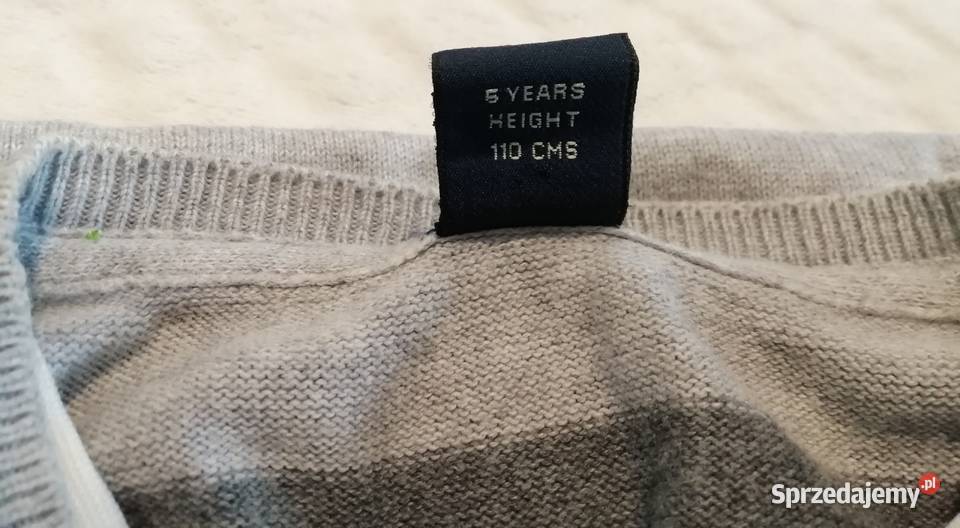 5 YEARS
HEIGHT
110 CMS
Sprzedajemy.pl